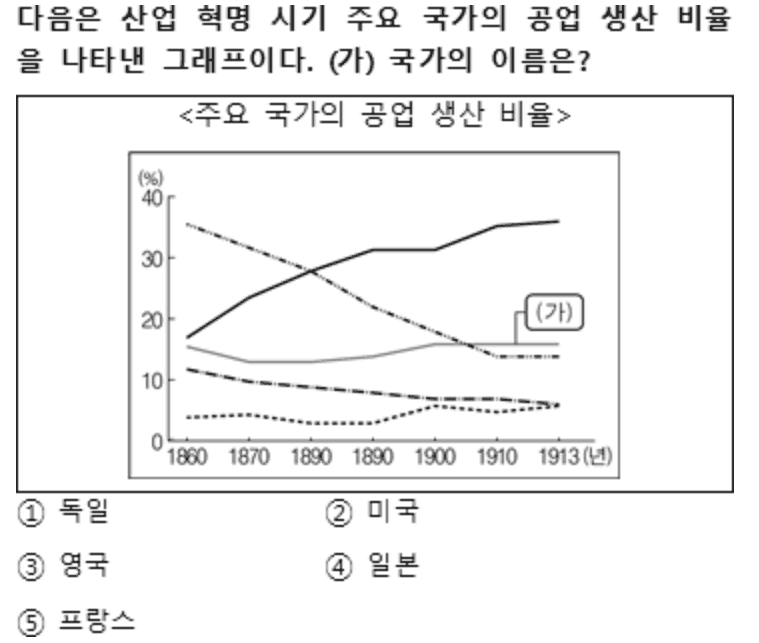 다음은 산업 혁명 시기 주요 국가의 공업 생산 비율
을 나타낸 그래프이다. (가) 국가의 이름은?
<주요 국가의 공업 생산 비율>
(%)
40
30
20
10
0
(가)
1860 1870 1890 1890 1900 1910 1913 (년)
① 독일 ② 미국
③ 영국 ④ 일본
⑤ 프랑스